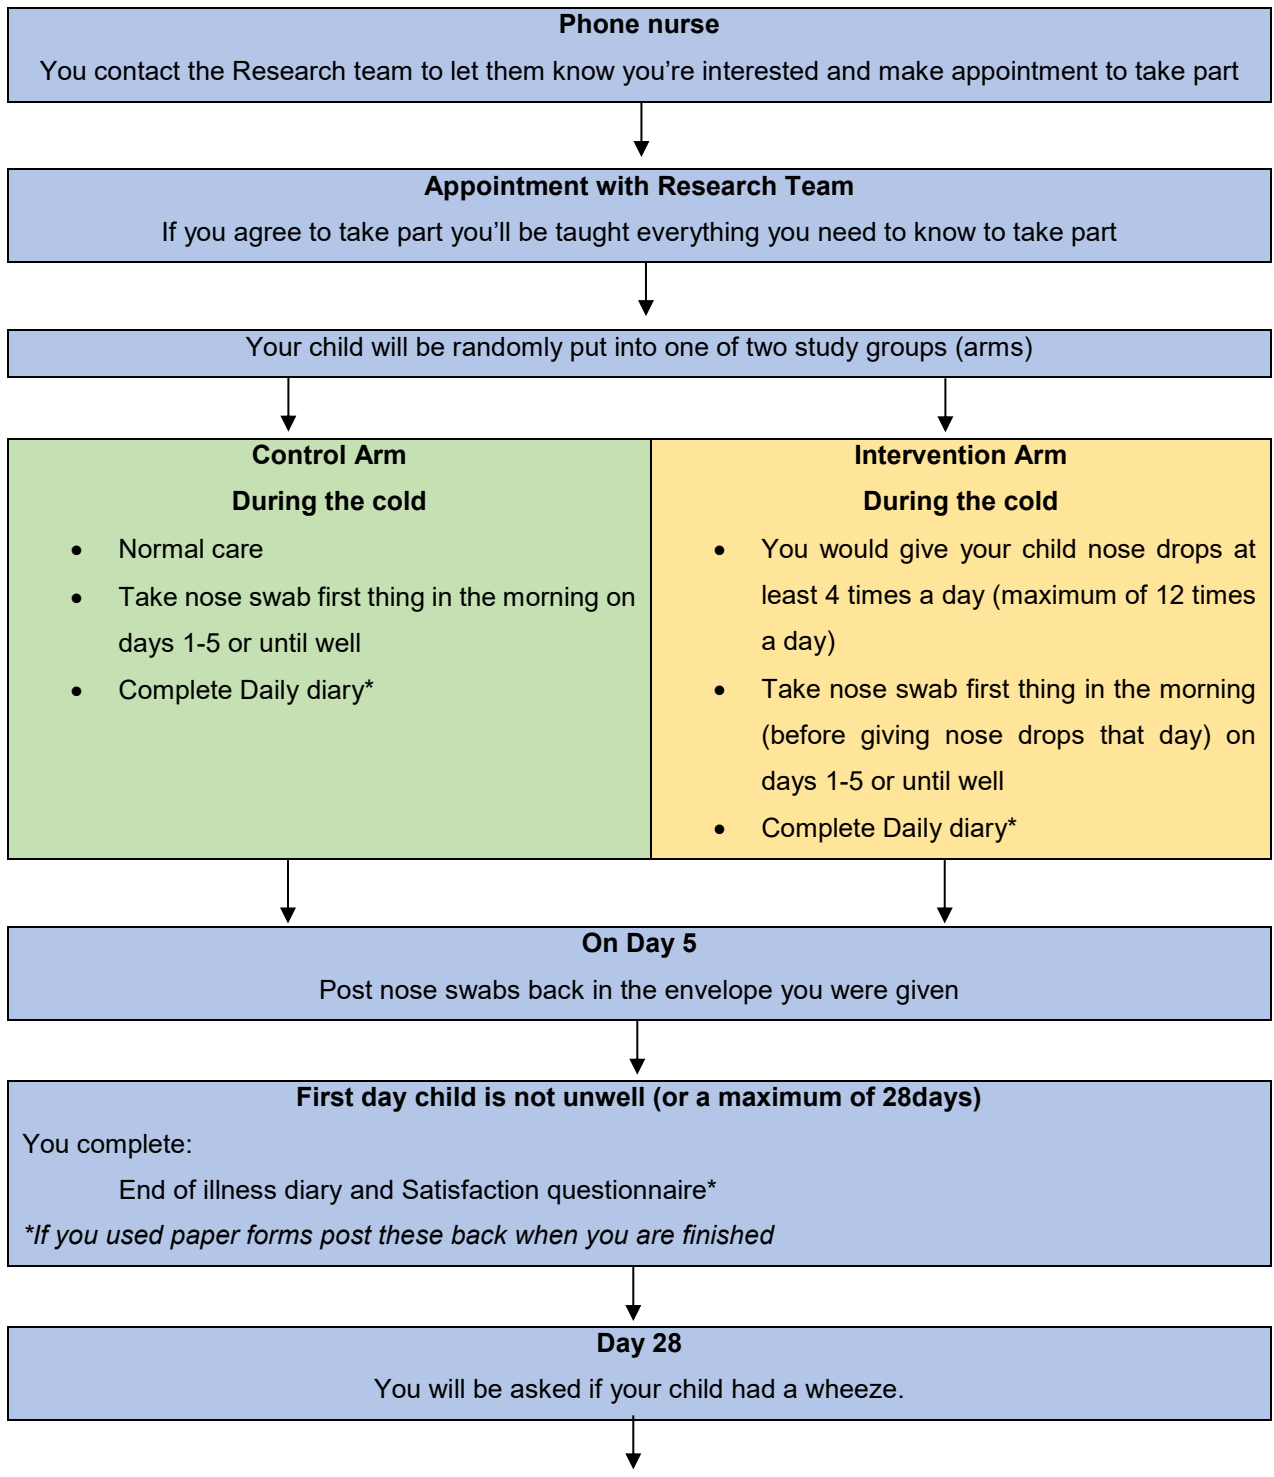 Phone nurse
You contact the Research team to let them know you’re interested and make appointment to take part
Appointment with Research Team
If you agree to take part you’ll be taught everything you need to know to take part
Your child will be randomly put into one of two study groups (arms)
Control Arm
During the cold
• Normal care
• Take nose swab first thing in the morning on
days 1-5 or until well
• Complete Daily diary*
Intervention Arm
During the cold
• You would give your child nose drops at
least 4 times a day (maximum of 12 times
a day)
• Take nose swab first thing in the morning
(before giving nose drops that day) on
days 1-5 or until well
• Complete Daily diary*
On Day 5
Post nose swabs back in the envelope you were given
First day child is not unwell (or a maximum of 28days)
You complete:
End of illness diary and Satisfaction questionnaire*
*If you used paper forms post these back when you are finished
Day 28
You will be asked if your child had a wheeze.